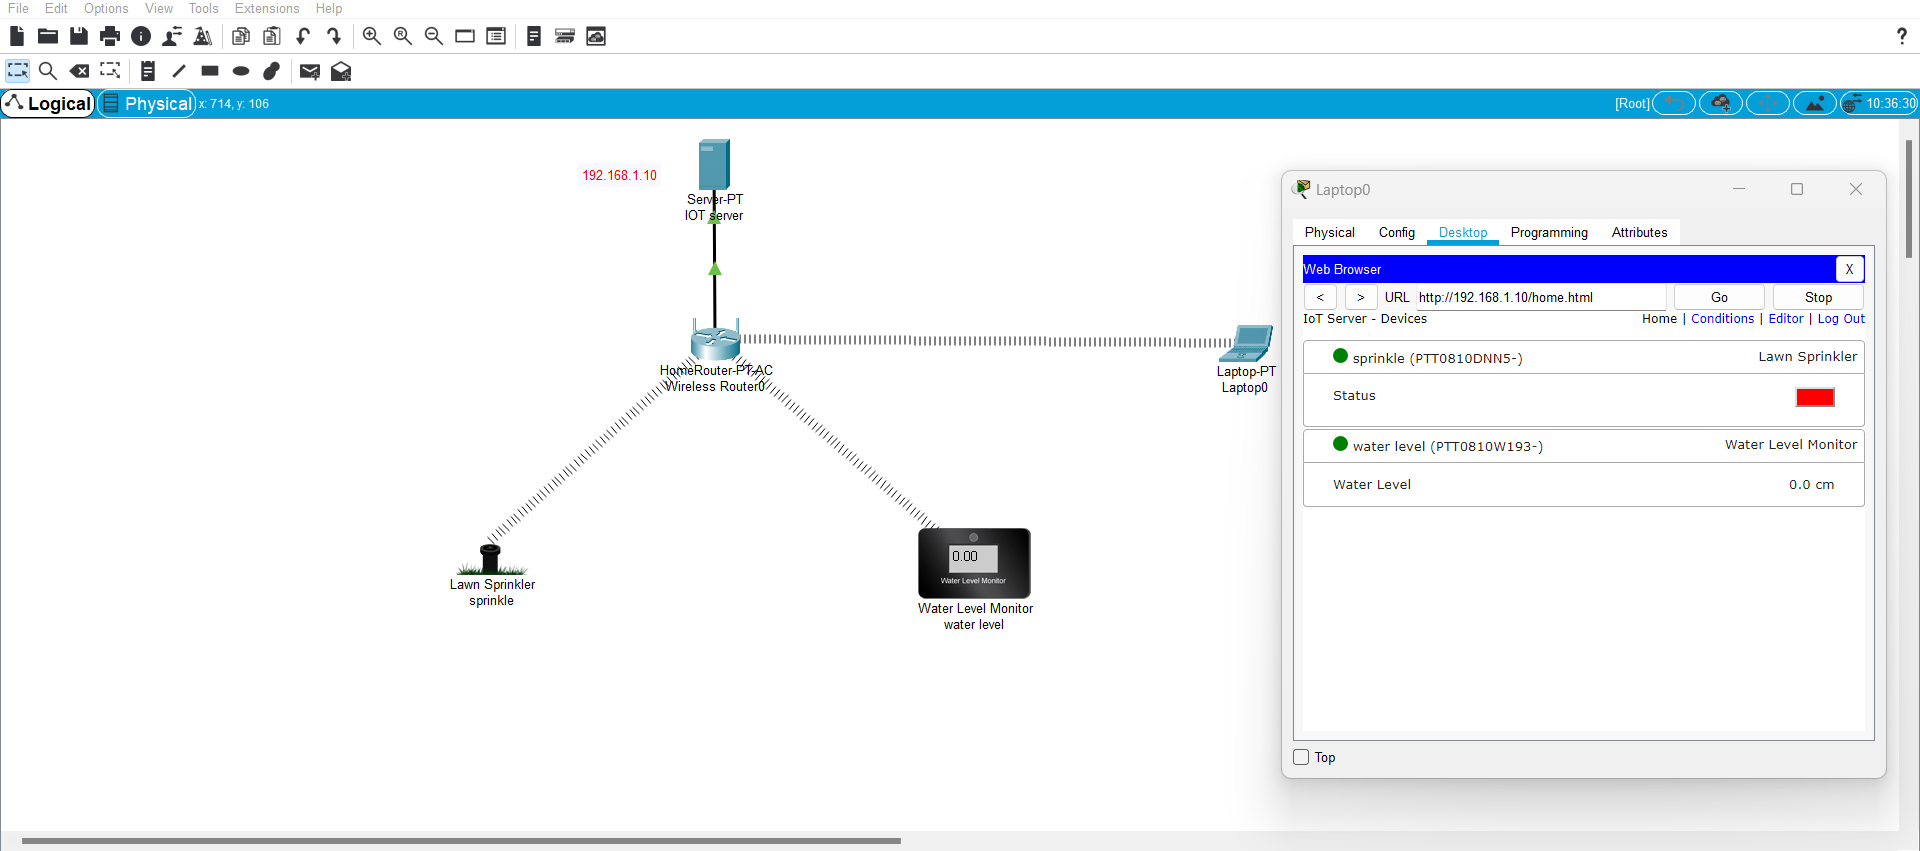 File Edit Options View Tools Extensions Help
?
Logical Physical x: 714, y: 106 [Root] 10:36:30
192.168.1.10
Server-PT
IOT server
HomeRouter-PT-AC
Wireless Router0
Laptop-PT
Laptop0
Lawn Sprinkler
sprinkle
0.00
Water Level Monitor
Water Level Monitor
water level
Laptop0
Physical Config Desktop Programming Attributes
Web Browser X
< > URL http://192.168.1.10/home.html Go Stop
IoT Server - Devices Home | Conditions | Editor | Log Out
sprinkle (PTT0810DNN5-) Lawn Sprinkler
Status
water level (PTT0810W193-) Water Level Monitor
Water Level 0.0 cm
Top